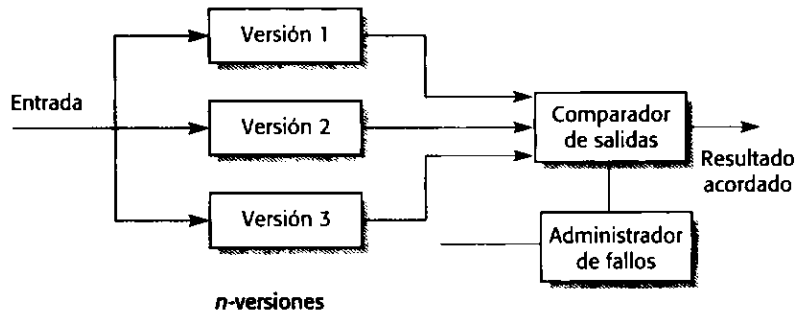 Entrada
Versión 1
Versión 2
Versión 3
Comparador
de salidas
Resultado
acordado
Administrador
de fallos
n-versiones